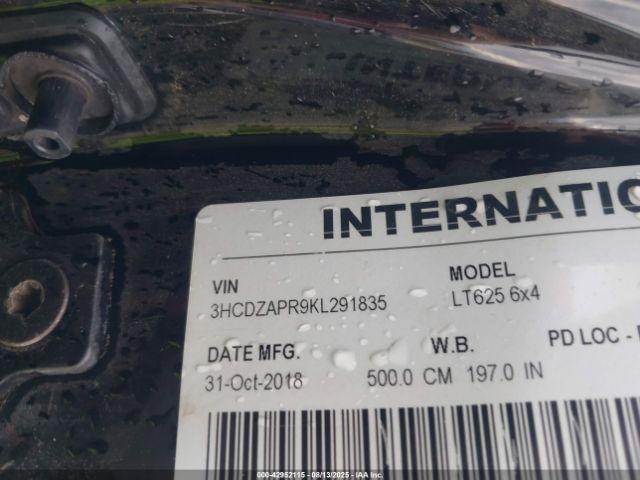 INTERNATIO
VIN MODEL
3HCDZAPR9KL291835 LT625 6x4
DATE MFG. W.B. PD LOC -
31-Oct-2018 500.0 CM 197.0 IN
000-42952115 - 08/13/2025 - IAA Inc.